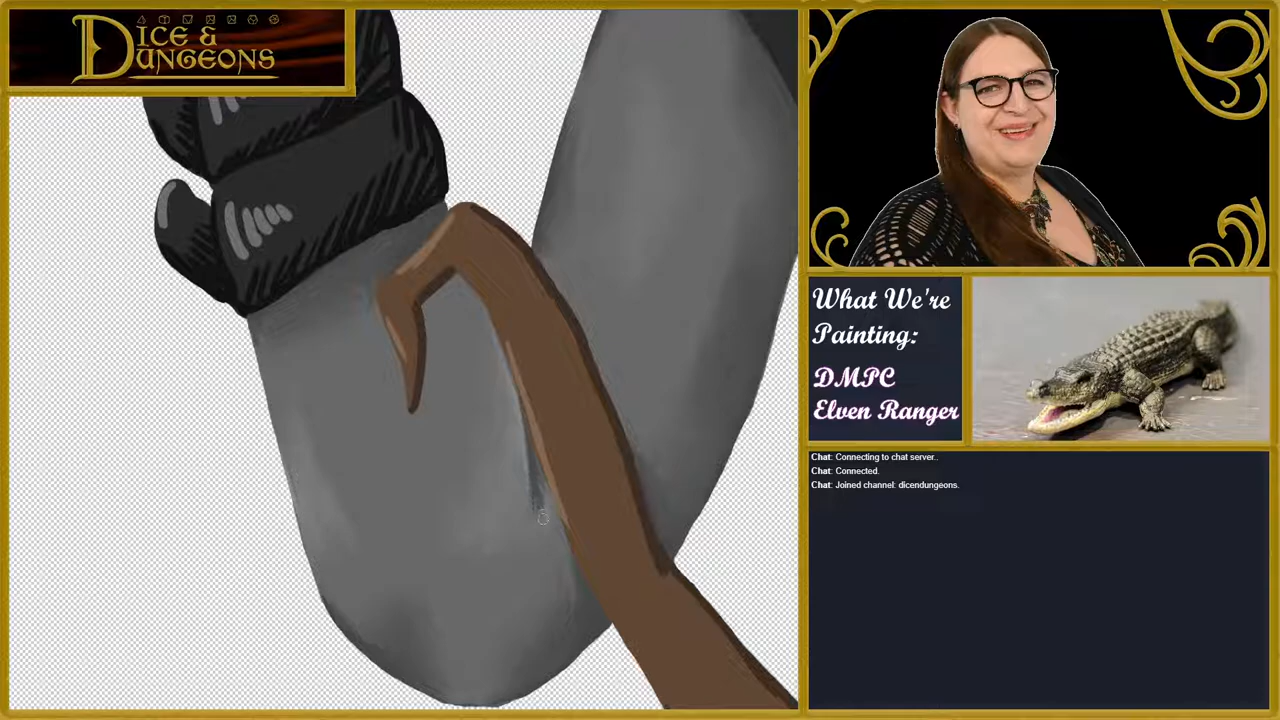 DICE &
DUNGEONS
What We're
Painting:
DMPC
Elven Ranger
Chat: Connecting to chat server..
Chat: Connected.
Chat: Joined channel: dicendungeons.